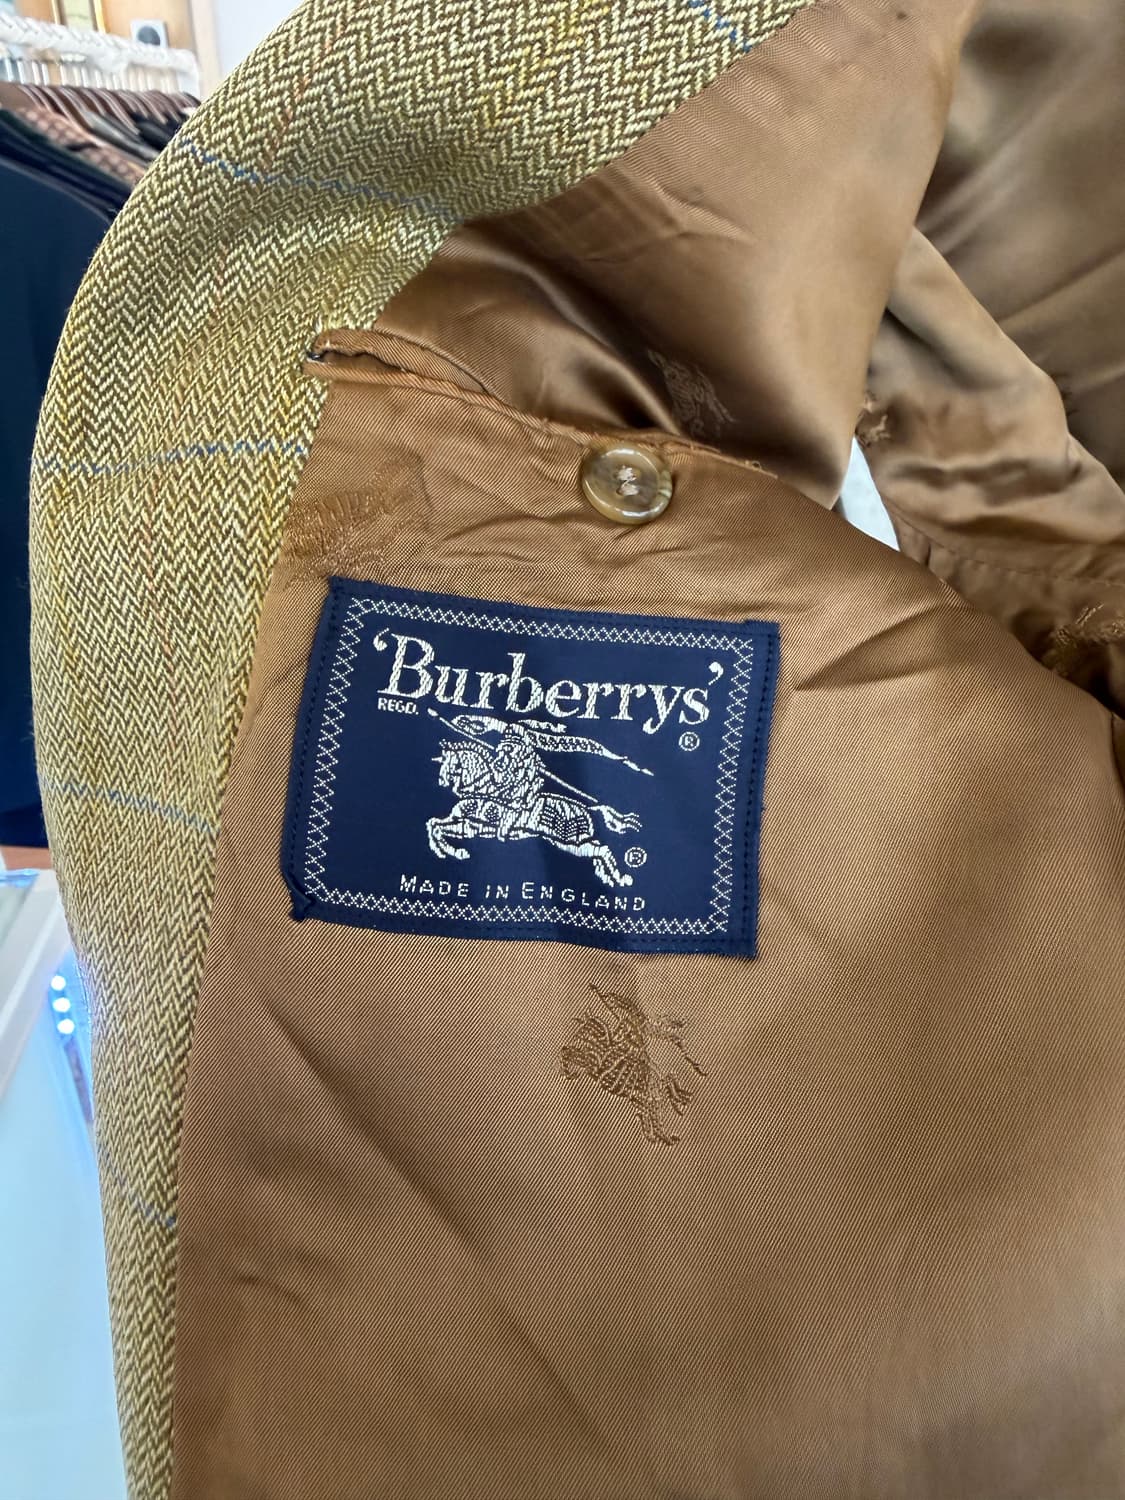 ‘Burberrys’
REGD.
®
®
MADE IN ENGLAND